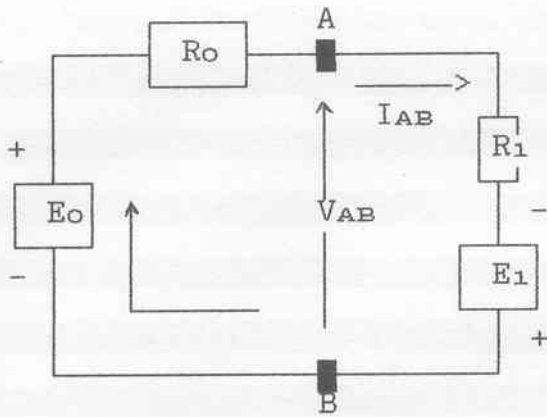 A
Ro
IAB
+
R1
Eo
VAB
-
-
E1
+
B